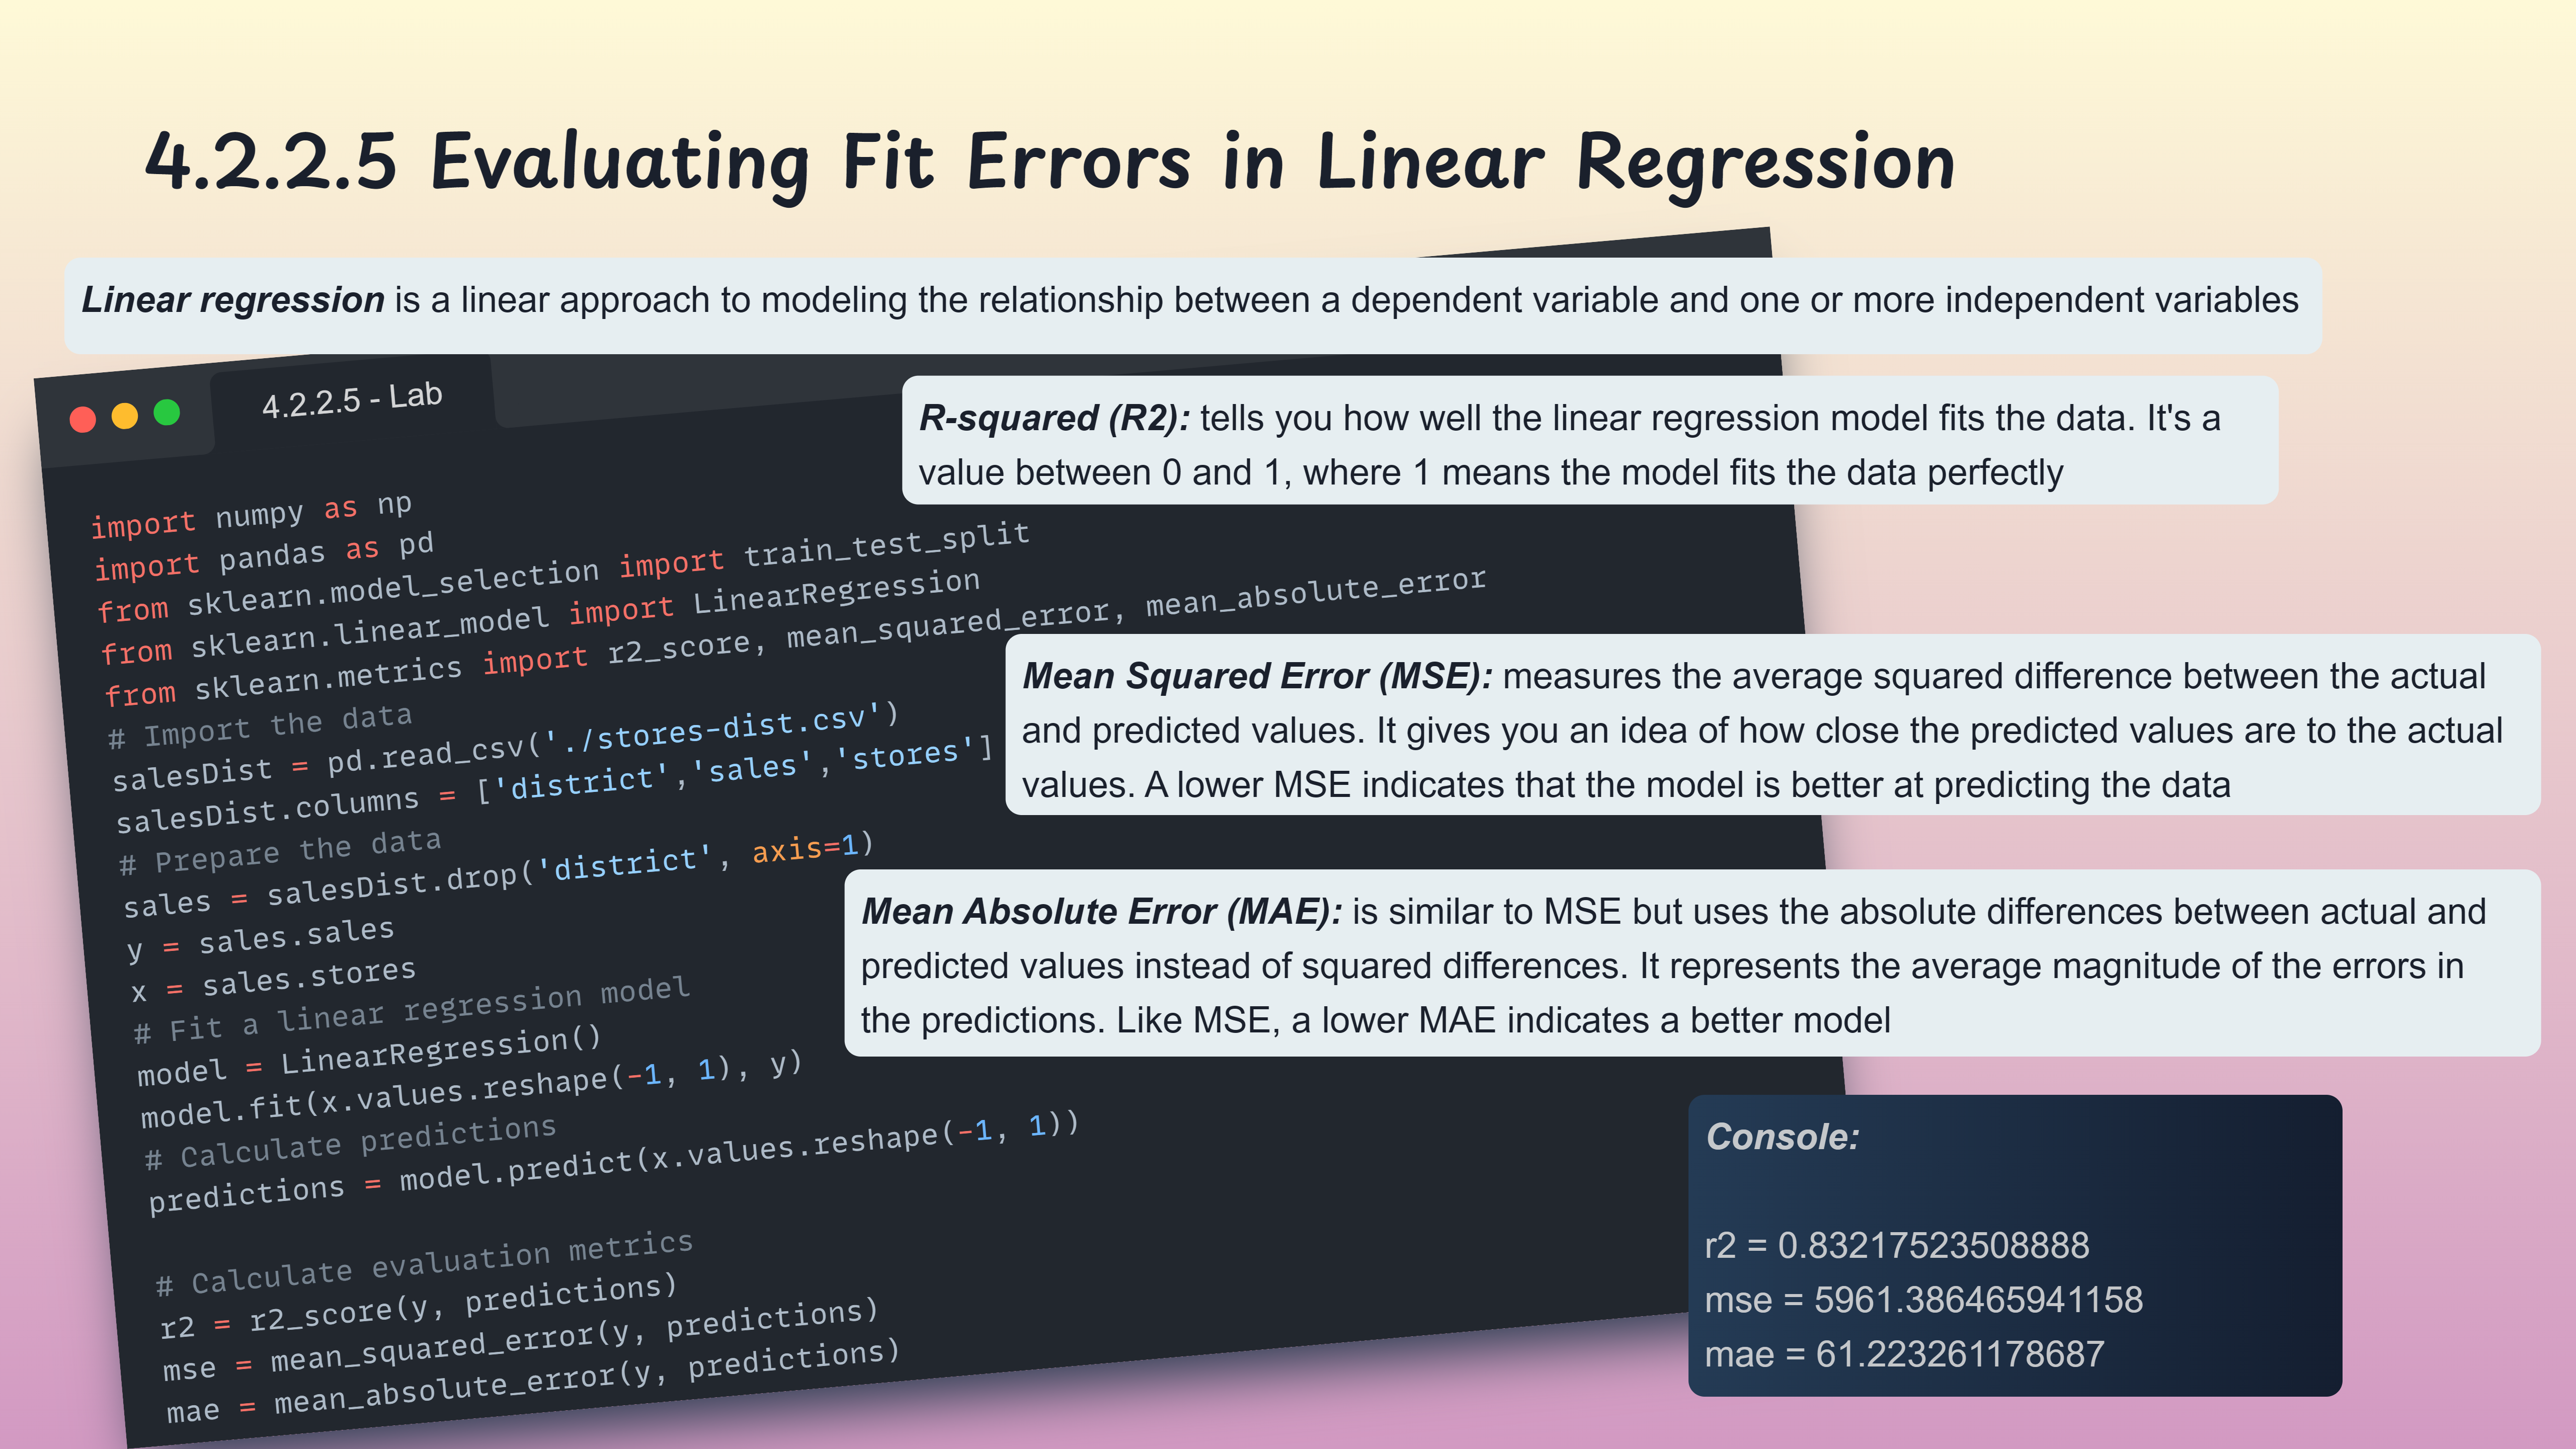 4.2.2.5 Evaluating Fit Errors in Linear Regression
Linear regression is a linear approach to modeling the relationship between a dependent variable and one or more independent variables
4.2.2.5 - Lab
R-squared (R2): tells you how well the linear regression model fits the data. It's a
value between 0 and 1, where 1 means the model fits the data perfectly
import numpy as np
import pandas as pd
from sklearn.model_selection import train_test_split
from sklearn.linear_model import LinearRegression
from sklearn.metrics import r2_score, mean_squared_error, mean_absolute_error
# Import the data
salesDist = pd.read_csv('./stores-dist.csv')
salesDist.columns = ['district','sales','stores']
# Prepare the data
sales = salesDist.drop('district', axis=1)
y = sales.sales
x = sales.stores
# Fit a linear regression model
model = LinearRegression()
model.fit(x.values.reshape(-1, 1), y)
# Calculate predictions
predictions = model.predict(x.values.reshape(-1, 1))
# Calculate evaluation metrics
r2 = r2_score(y, predictions)
mse = mean_squared_error(y, predictions)
mae = mean_absolute_error(y, predictions)
Mean Squared Error (MSE): measures the average squared difference between the actual
and predicted values. It gives you an idea of how close the predicted values are to the actual
values. A lower MSE indicates that the model is better at predicting the data
Mean Absolute Error (MAE): is similar to MSE but uses the absolute differences between actual and
predicted values instead of squared differences. It represents the average magnitude of the errors in
the predictions. Like MSE, a lower MAE indicates a better model
Console:
r2 = 0.83217523508888
mse = 5961.386465941158
mae = 61.223261178687